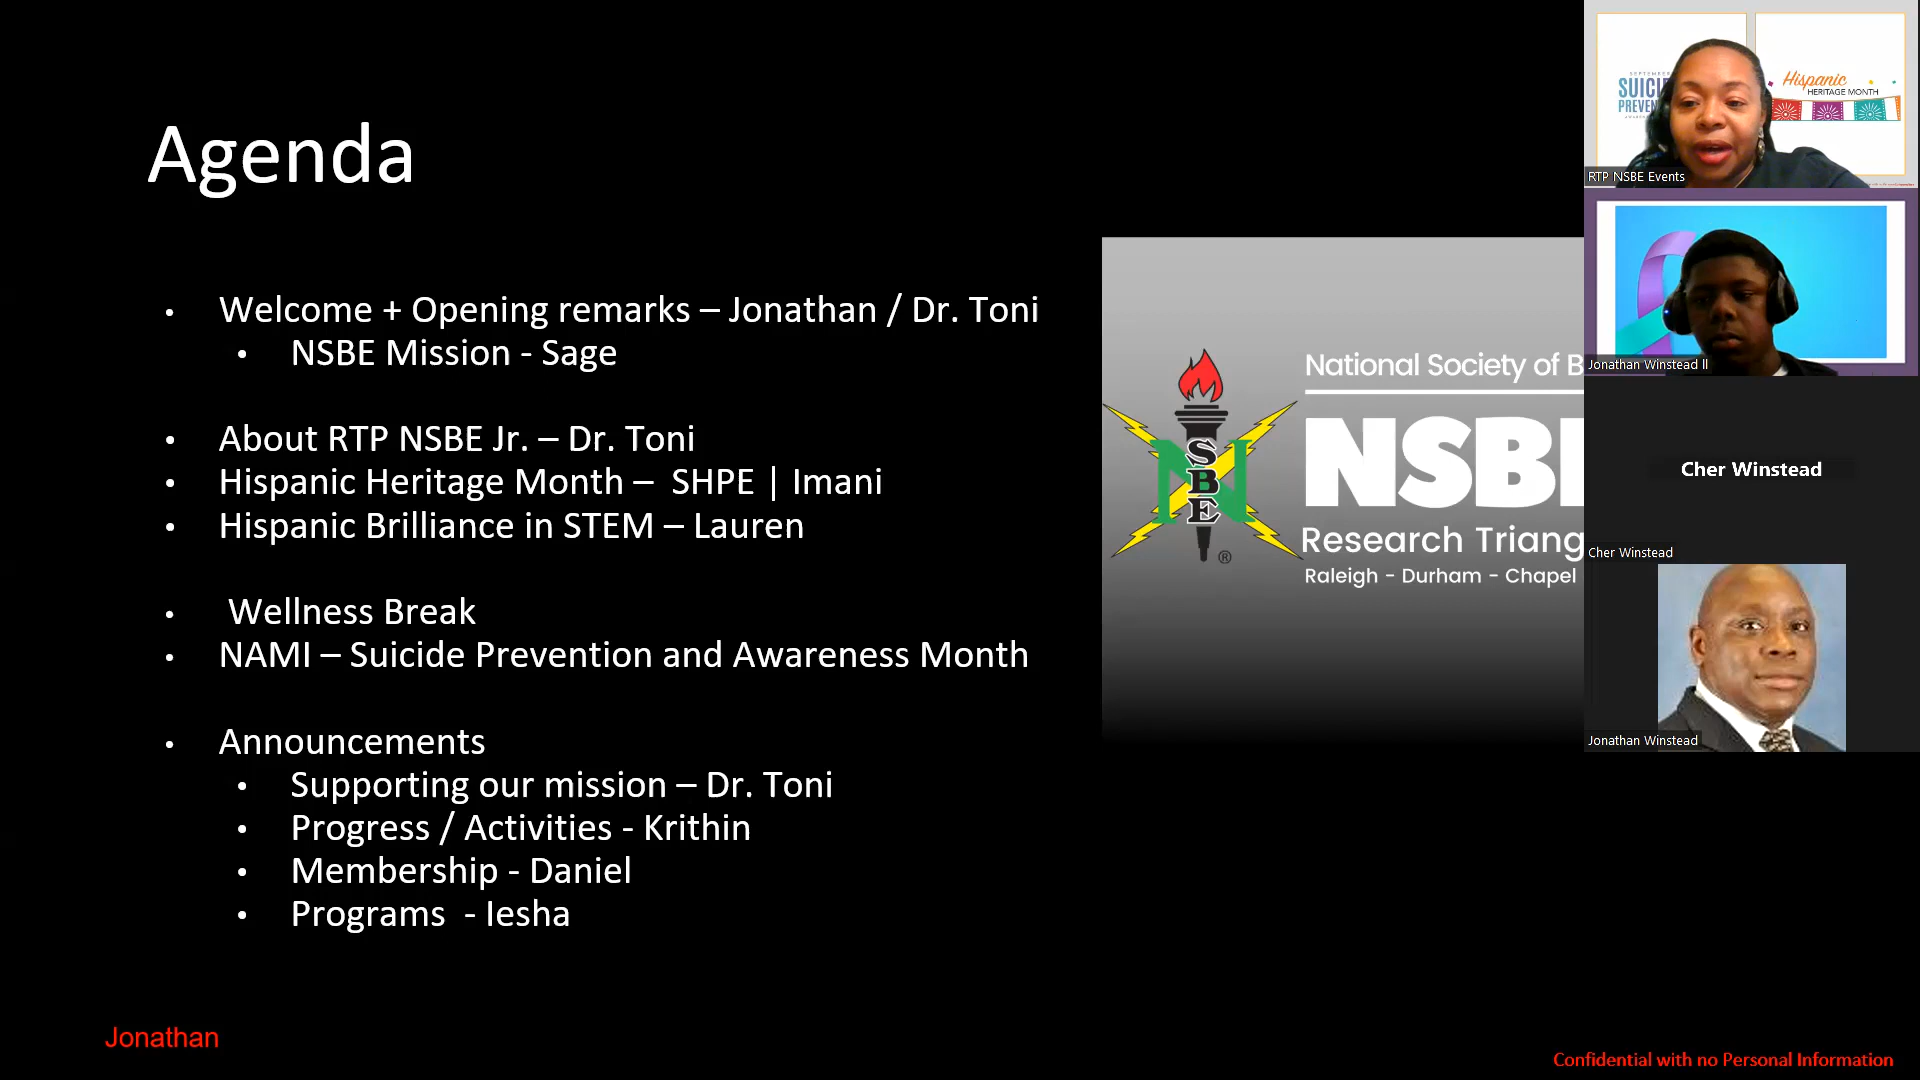 Agenda
• Welcome + Opening remarks – Jonathan / Dr. Toni
• NSBE Mission - Sage
• About RTP NSBE Jr. – Dr. Toni
• Hispanic Heritage Month – SHPE | Imani
• Hispanic Brilliance in STEM – Lauren
• Wellness Break
• NAMI – Suicide Prevention and Awareness Month
• Announcements
• Supporting our mission – Dr. Toni
• Progress / Activities - Krithin
• Membership - Daniel
• Programs - Iesha
Jonathan
National Society of B
NSBE
NSBE
Research Triang
Raleigh - Durham - Chapel
®
SEPTEMBER
SUICI
PREVEN
Hispanic
HERITAGE MONTH
RTP NSBE Events
Jonathan Winstead II
Cher Winstead
Cher Winstead
Jonathan Winstead
Confidential with no Personal Information